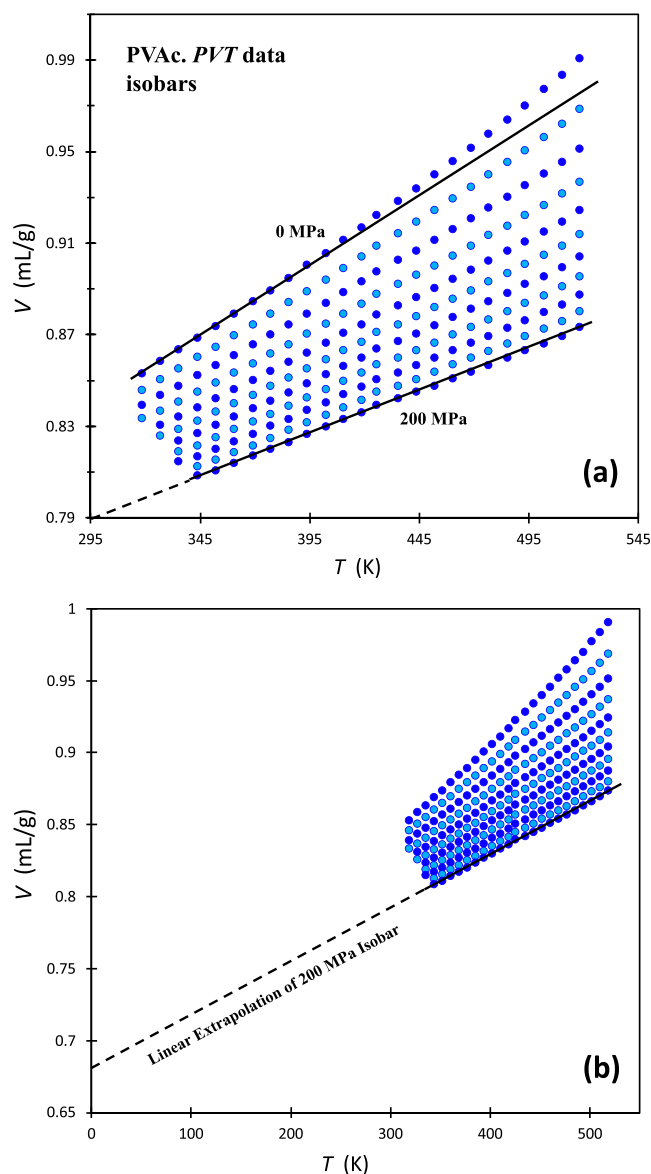 PVAc. PVT data
isobars
0.99
0.95
0.91
0.87
0.83
0.79
V (mL/g)
0 MPa
200 MPa
(a)
295 345 395 445 495 545
T (K)
1
0.95
0.9
0.85
0.8
0.75
0.7
0.65
V (mL/g)
Linear Extrapolation of 200 MPa Isobar
(b)
0 100 200 300 400 500
T (K)